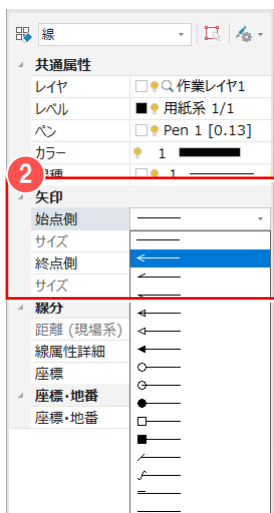 線
共通属性
レイヤ 作業レイヤ1
レベル 用紙系 1/1
ペン Pen 1 [0.13]
カラー 1
2 線種 1
矢印
始点側
サイズ
終点側
サイズ
線分
距離 (現場系)
線属性詳細
座標
座標・地番
座標・地番